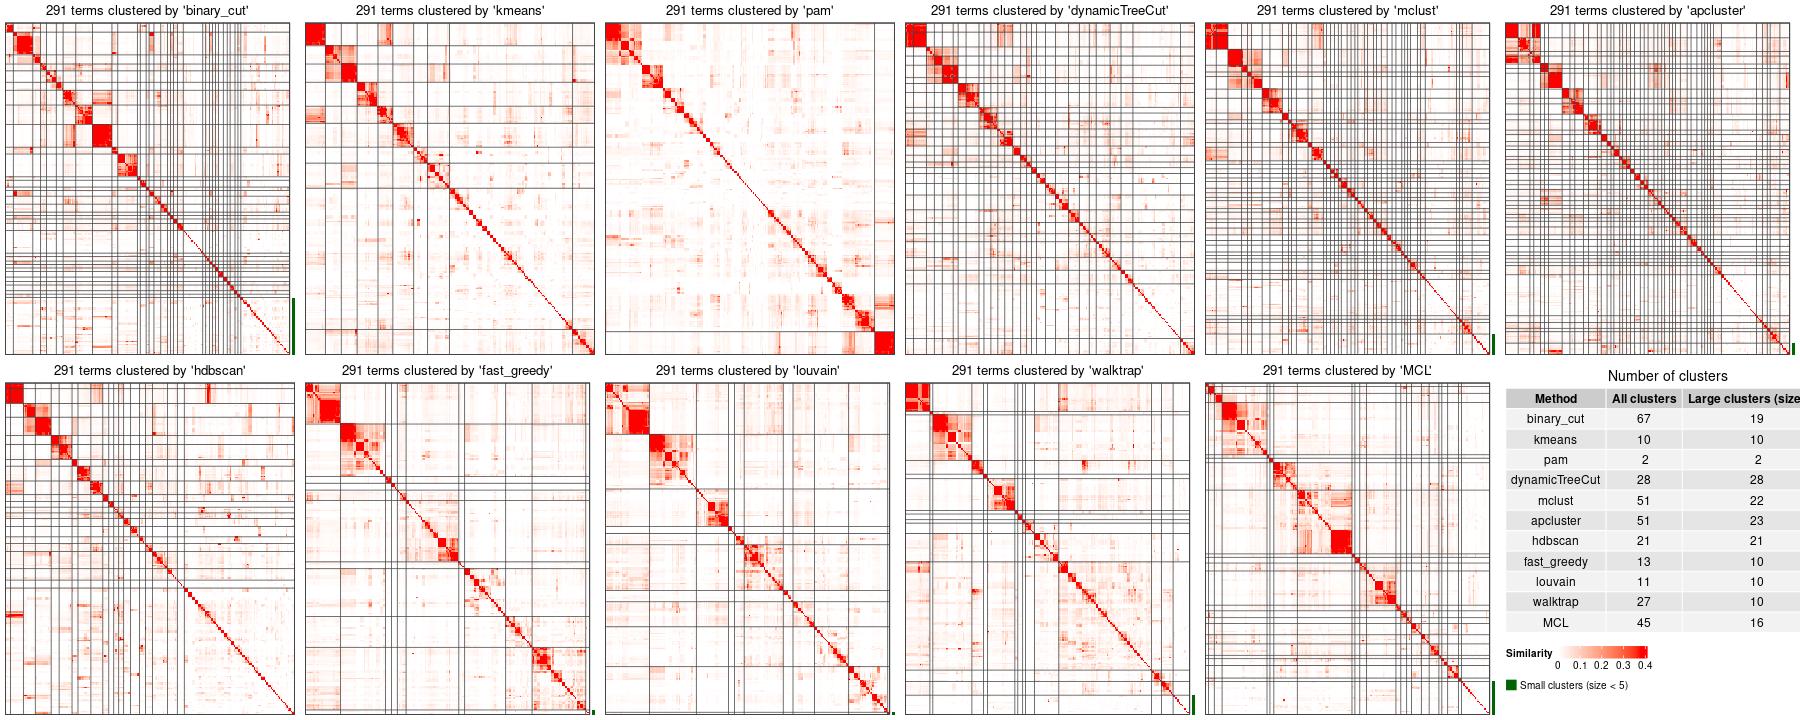 291 terms clustered by 'binary_cut'
291 terms clustered by 'kmeans'
291 terms clustered by 'pam'
291 terms clustered by 'dynamicTreeCut'
291 terms clustered by 'mclust'
291 terms clustered by 'apcluster'
291 terms clustered by 'hdbscan'
291 terms clustered by 'fast_greedy'
291 terms clustered by 'louvain'
291 terms clustered by 'walktrap'
291 terms clustered by 'MCL'
Number of clusters
Method All clusters Large clusters (size
binary_cut 67 19
kmeans 10 10
pam 2 2
dynamicTreeCut 28 28
mclust 51 22
apcluster 51 23
hdbscan 21 21
fast_greedy 13 10
louvain 11 10
walktrap 27 10
MCL 45 16
Similarity
0 0.1 0.2 0.3 0.4
Small clusters (size < 5)